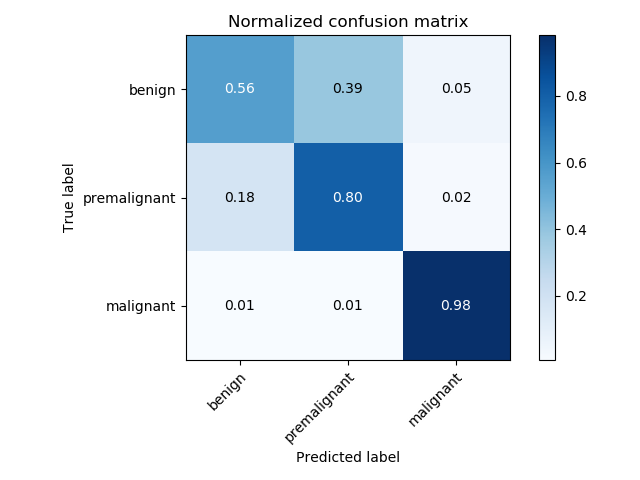 Normalized confusion matrix
True label
benign
0.56 0.39 0.05
premalignant
0.18 0.80 0.02
malignant
0.01 0.01 0.98
benign premalignant malignant
Predicted label
0.8
0.6
0.4
0.2